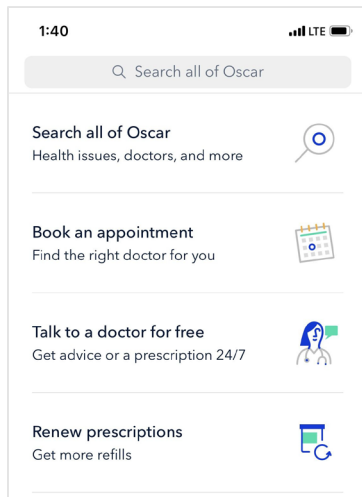 1:40
LTE
Search all of Oscar
Search all of Oscar
Health issues, doctors, and more
Book an appointment
Find the right doctor for you
Talk to a doctor for free
Get advice or a prescription 24/7
Renew prescriptions
Get more refills